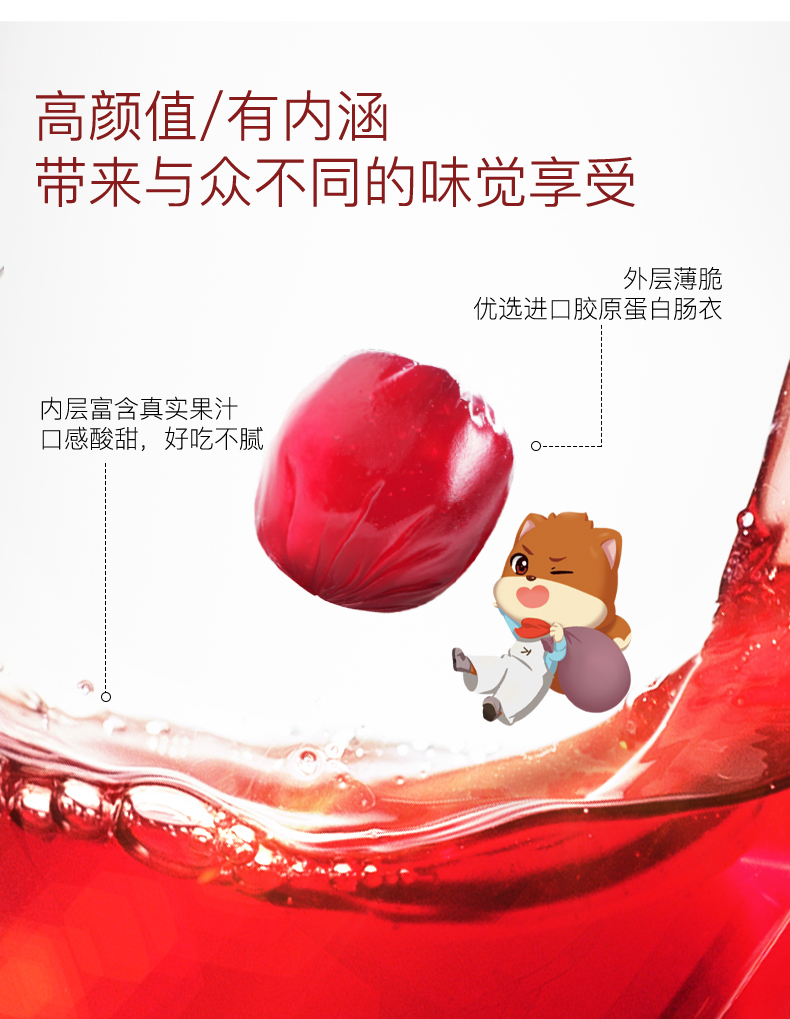 高颜值/有内涵
带来与众不同的味觉享受
外层薄脆
优选进口胶原蛋白肠衣
内层富含真实果汁
口感酸甜，好吃不腻